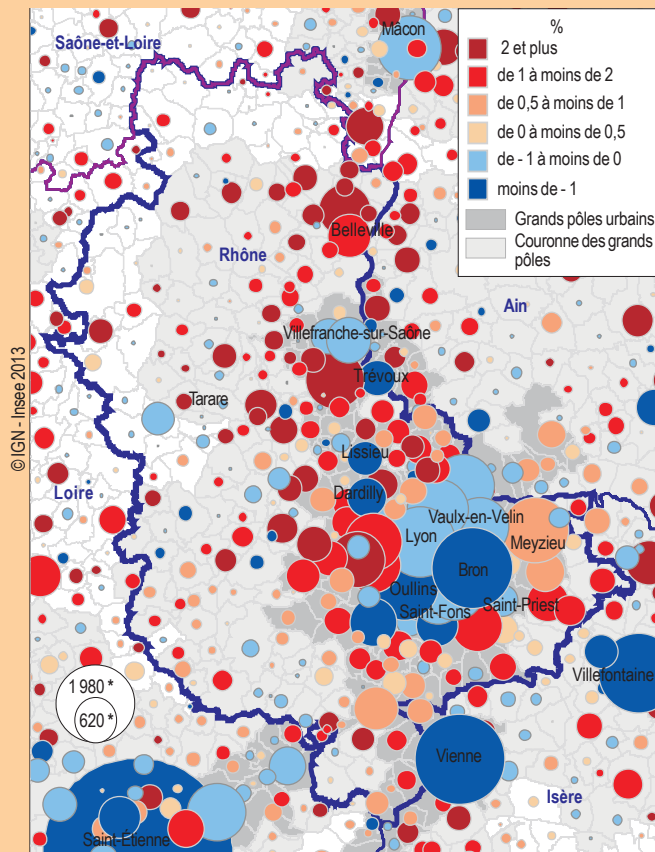 %
2 et plus
de 1 à moins de 2
de 0,5 à moins de 1
de 0 à moins de 0,5
de - 1 à moins de 0
moins de - 1
Grands pôles urbains
Couronne des grands
pôles
Saône-et-Loire
Mâcon
Rhône
Belleville
Ain
Villefranche-sur-Saône
Trévoux
Tarare
©IGN - Insee 2013
Loire
Lissieu
Dardilly
Vaulx-en-Velin
Lyon
Meyzieu
Bron
Oullins
Saint-Fons
Saint-Priest
Villefontaine
1 980 *
620 *
Vienne
Isère
Saint-Étienne